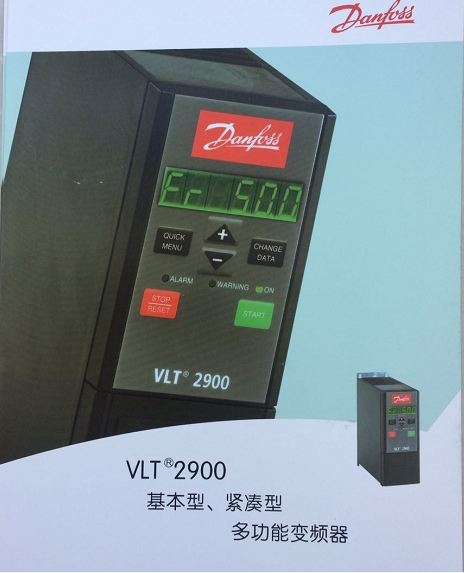 Danfoss
Danfoss
Fr 50.0
QUICK
MENU
+
−
CHANGE
DATA
ALARM
WARNING
ON
STOP
RESET
START
VLT® 2900
Danfoss
VLT®2900
基本型、紧凑型
多功能变频器